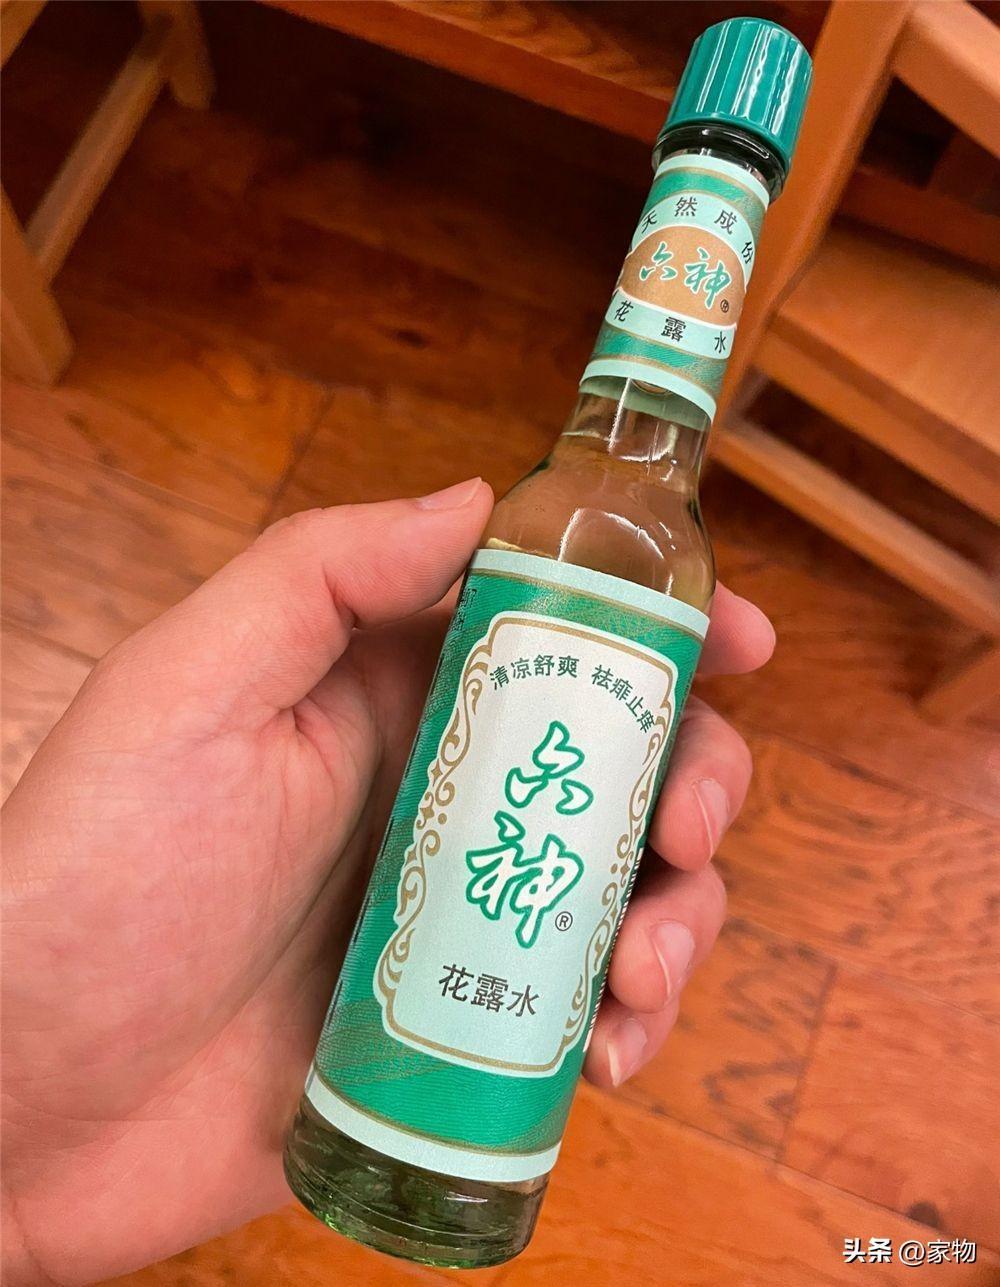 天然成份
六神®
花露水
清凉舒爽 祛痱止痒
六
神®
花露水
头条 @家物